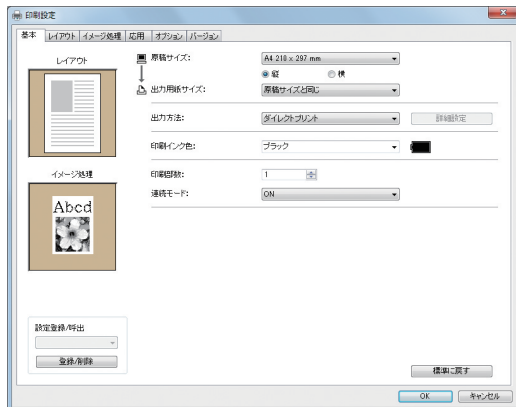 印刷設定
基本 レイアウト イメージ処理 応用 オプション バージョン
レイアウト
原稿サイズ: A4 210 x 297 mm
縦 横
出力用紙サイズ: 原稿サイズと同じ
出力方法: ダイレクトプリント 詳細設定
印刷インク色: ブラック
イメージ処理
Abcd
印刷部数: 1
連続モード: ON
設定登録/呼出
登録/削除
標準に戻す
OK キャンセル